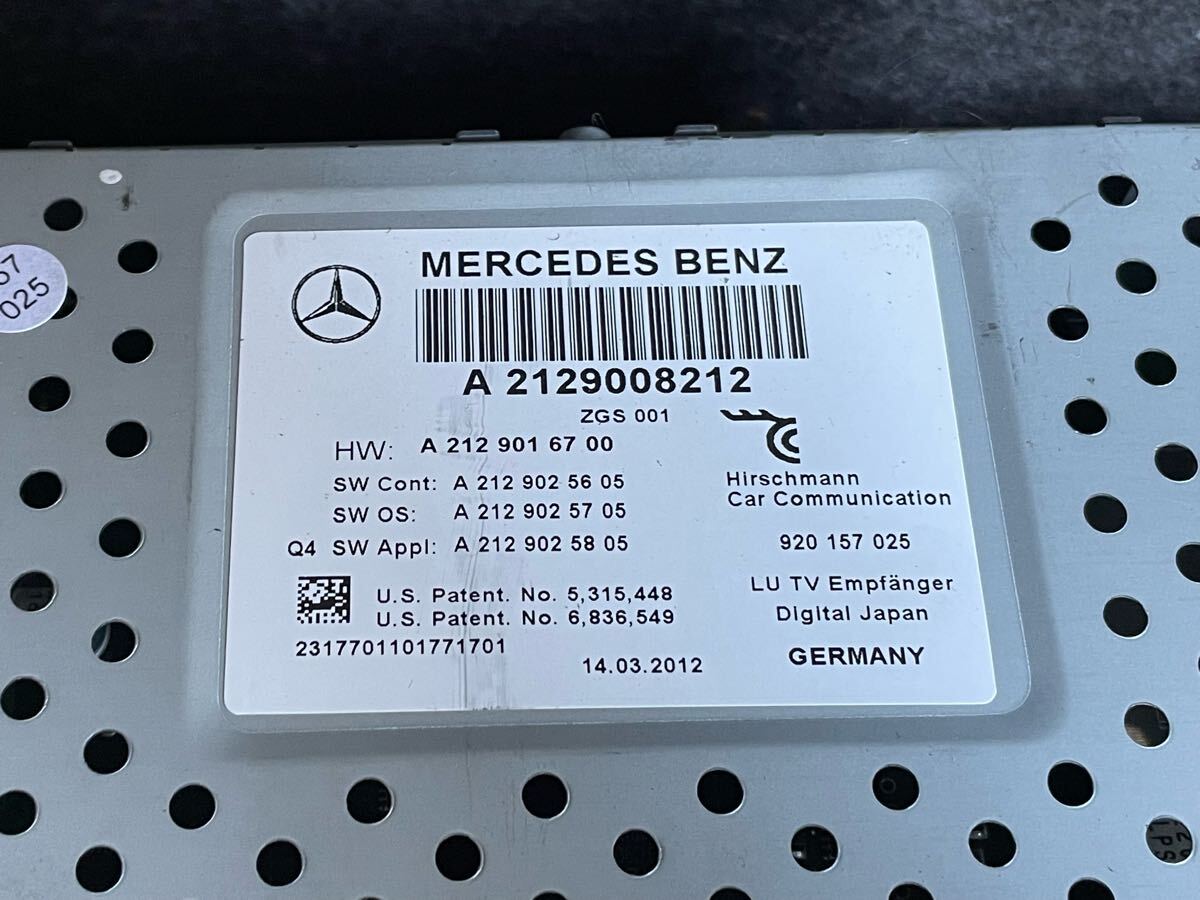 MERCEDES BENZ
A 2129008212
ZGS 001
HW: A 212 901 67 00
SW Cont: A 212 902 56 05
SW OS: A 212 902 57 05
Q4 SW Appl: A 212 902 58 05
U.S. Patent. No. 5,315,448
U.S. Patent. No. 6,836,549
2317701101771701
14.03.2012
Hirschmann
Car Communication
920 157 025
LU TV Empfänger
Digital Japan
GERMANY
025